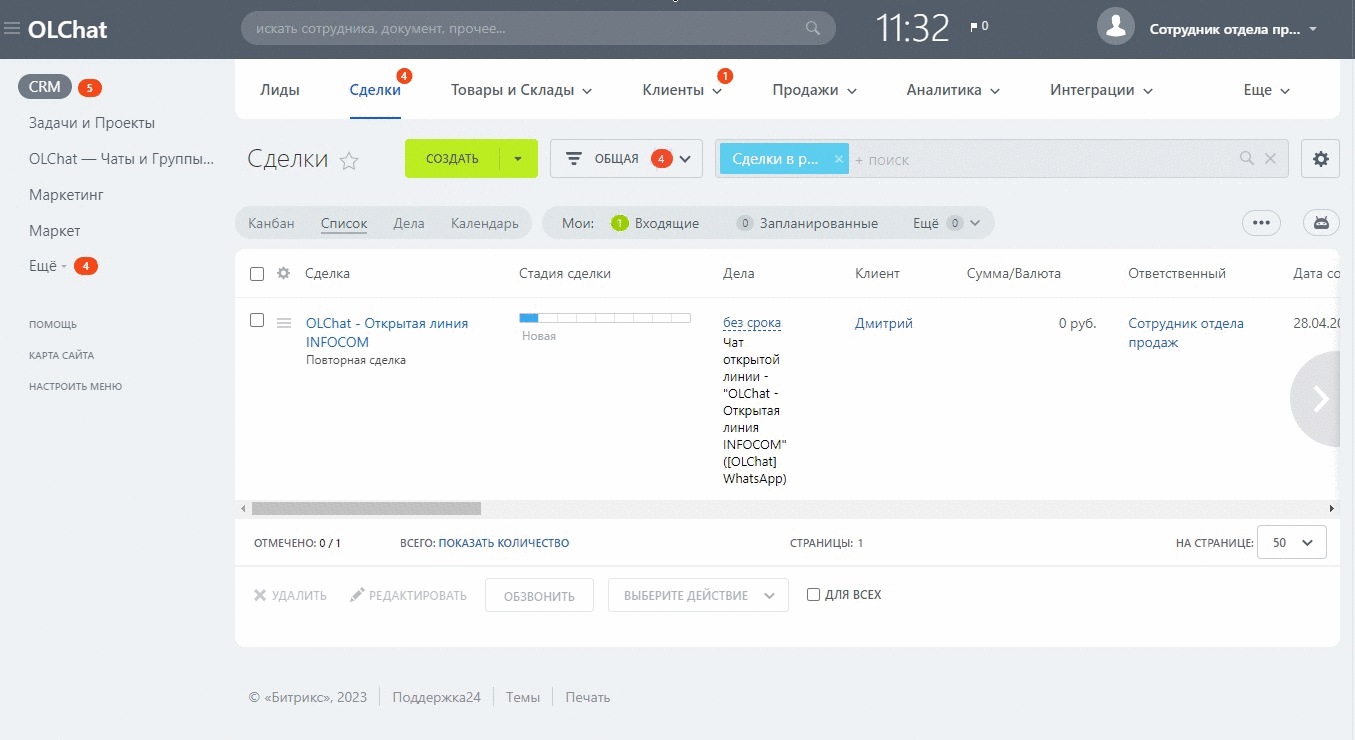 OLChat
искать сотрудника, документ, прочее...
11:32
0
Сотрудник отдела пр...
CRM 5
Задачи и Проекты
OLChat — Чаты и Группы...
Маркетинг
Маркет
Ещё 4
ПОМОЩЬ
КАРТА САЙТА
НАСТРОИТЬ МЕНЮ
Лиды Сделки 4 Товары и Склады Клиенты 1 Продажи Аналитика Интеграции Еще
Сделки СОЗДАТЬ ОБЩАЯ 4 Сделки в р... × + поиск
Канбан Список Дела Календарь Мои: 1 Входящие 0 Запланированные Ещё 0
Сделка Стадия сделки Дела Клиент Сумма/Валюта Ответственный Дата со
OLChat - Открытая линия
INFOCOM
Повторная сделка
Новая
без срока
Чат
открытой
линии -
"OLChat -
Открытая
линия
INFOCOM"
([OLChat]
WhatsApp)
Дмитрий
0 руб.
Сотрудник отдела
продаж
28.04.20
ОТМЕЧЕНО: 0 / 1 ВСЕГО: ПОКАЗАТЬ КОЛИЧЕСТВО СТРАНИЦЫ: 1 НА СТРАНИЦЕ: 50
УДАЛИТЬ РЕДАКТИРОВАТЬ ОБЗВОНИТЬ ВЫБЕРИТЕ ДЕЙСТВИЕ ДЛЯ ВСЕХ
© «Битрикс», 2023 Поддержка24 Темы Печать